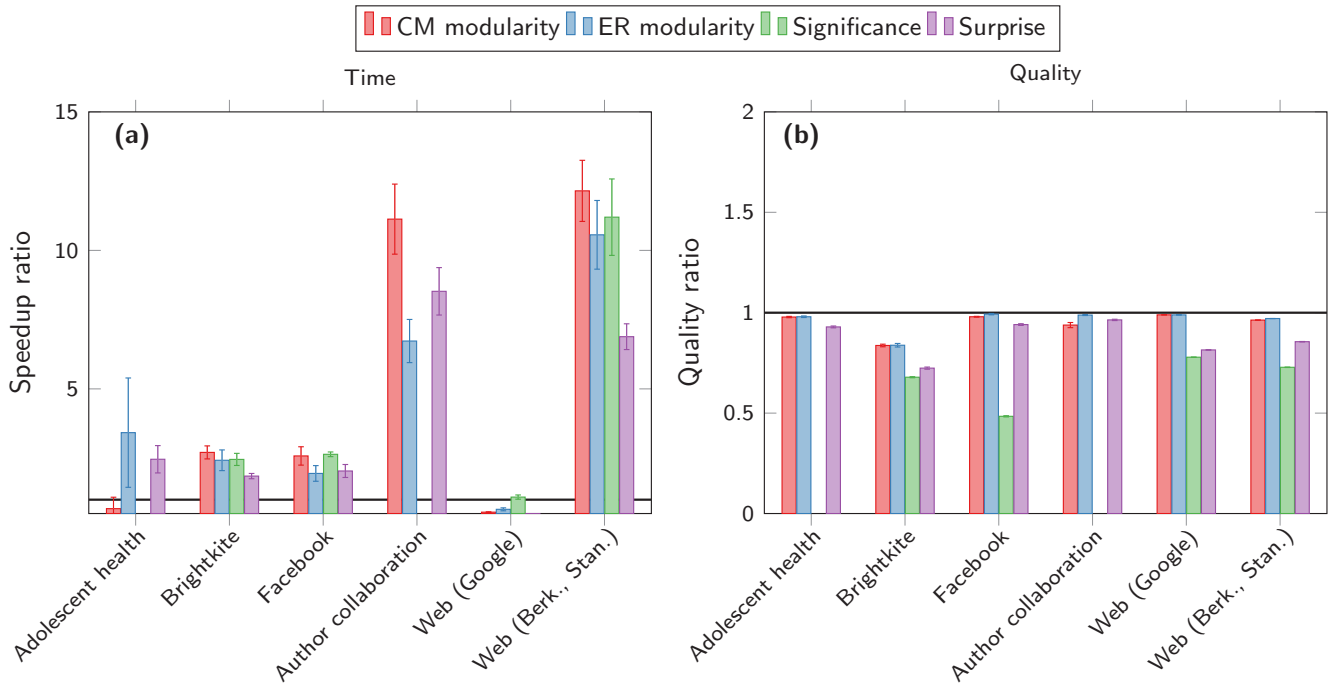 CM modularity ER modularity Significance Surprise
Time
(a)
15
10
5
Speedup ratio
Adolescent health
Brightkite
Facebook
Author collaboration
Web (Google)
Web (Berk., Stan.)
Quality
(b)
2
1.5
1
0.5
0
Quality ratio
Adolescent health
Brightkite
Facebook
Author collaboration
Web (Google)
Web (Berk., Stan.)